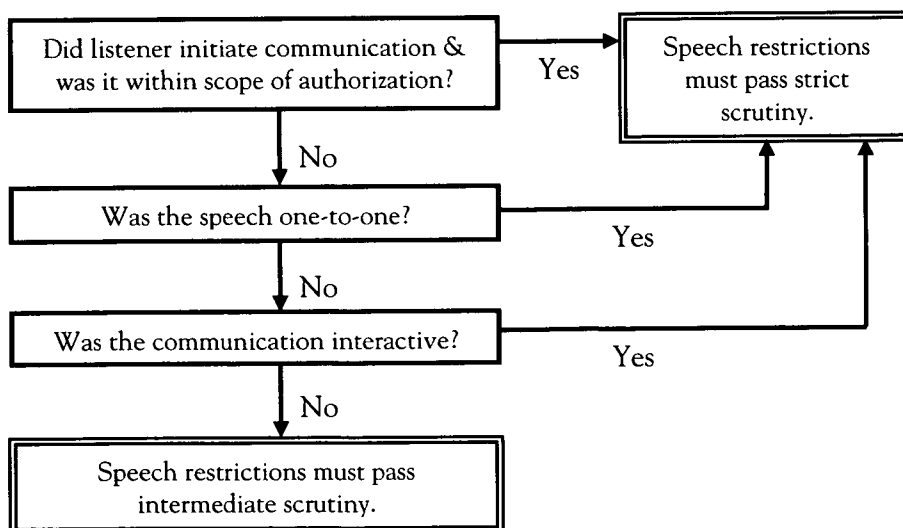 Did listener initiate communication &
was it within scope of authorization?
Yes
Speech restrictions
must pass strict
scrutiny.
No
Was the speech one-to-one?
Yes
No
Was the communication interactive?
Yes
No
Speech restrictions must pass
intermediate scrutiny.